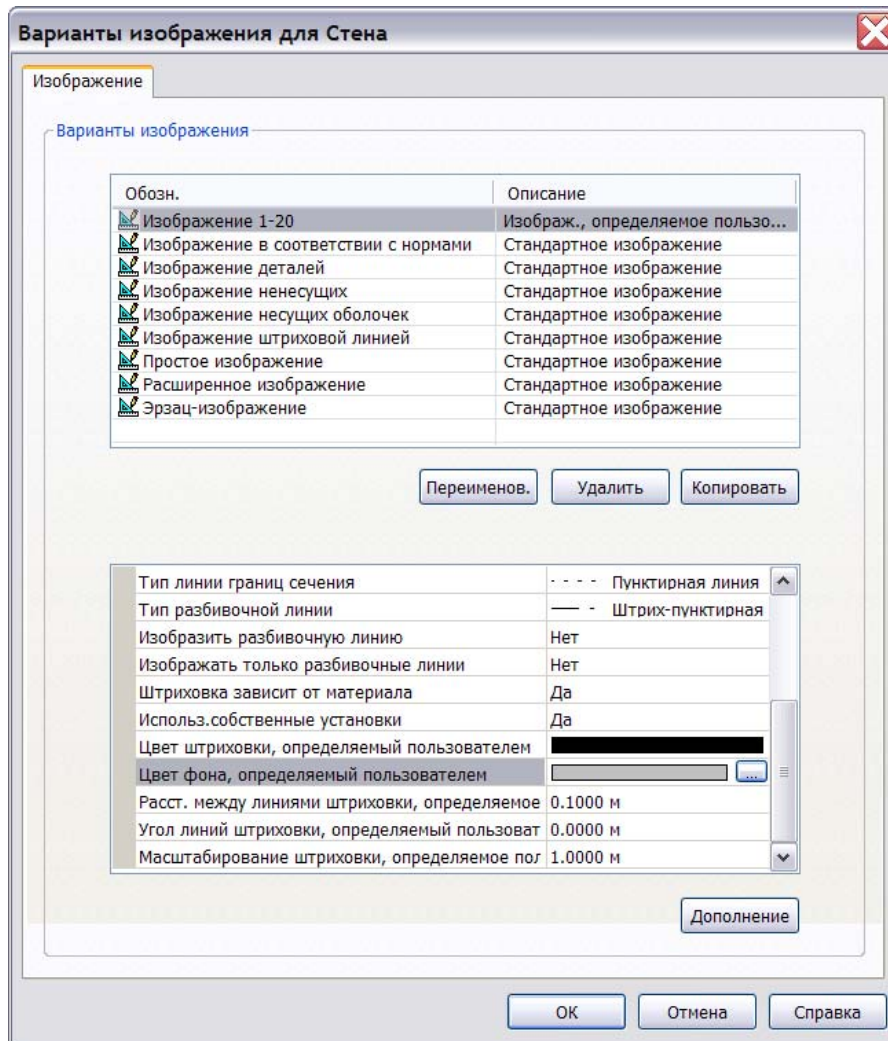 Варианты изображения для Стена
Изображение
Варианты изображения
Обозн. Описание
Изображение 1-20 Изображ., определяемое пользо...
Изображение в соответствии с нормами Стандартное изображение
Изображение деталей Стандартное изображение
Изображение ненесущих Стандартное изображение
Изображение несущих оболочек Стандартное изображение
Изображение штриховой линией Стандартное изображение
Простое изображение Стандартное изображение
Расширенное изображение Стандартное изображение
Эрзац-изображение Стандартное изображение
Переименов. Удалить Копировать
Тип линии границ сечения - - - - Пунктирная линия
Тип разбивочной линии — - Штрих-пунктирная
Изобразить разбивочную линию Нет
Изображать только разбивочные линии Нет
Штриховка зависит от материала Да
Использ.собственные установки Да
Цвет штриховки, определяемый пользователем
Цвет фона, определяемый пользователем ...
Расст. между линиями штриховки, определяемое 0.1000 м
Угол линий штриховки, определяемый пользоват 0.0000 м
Масштабирование штриховки, определяемое пол 1.0000 м
Дополнение
ОК Отмена Справка